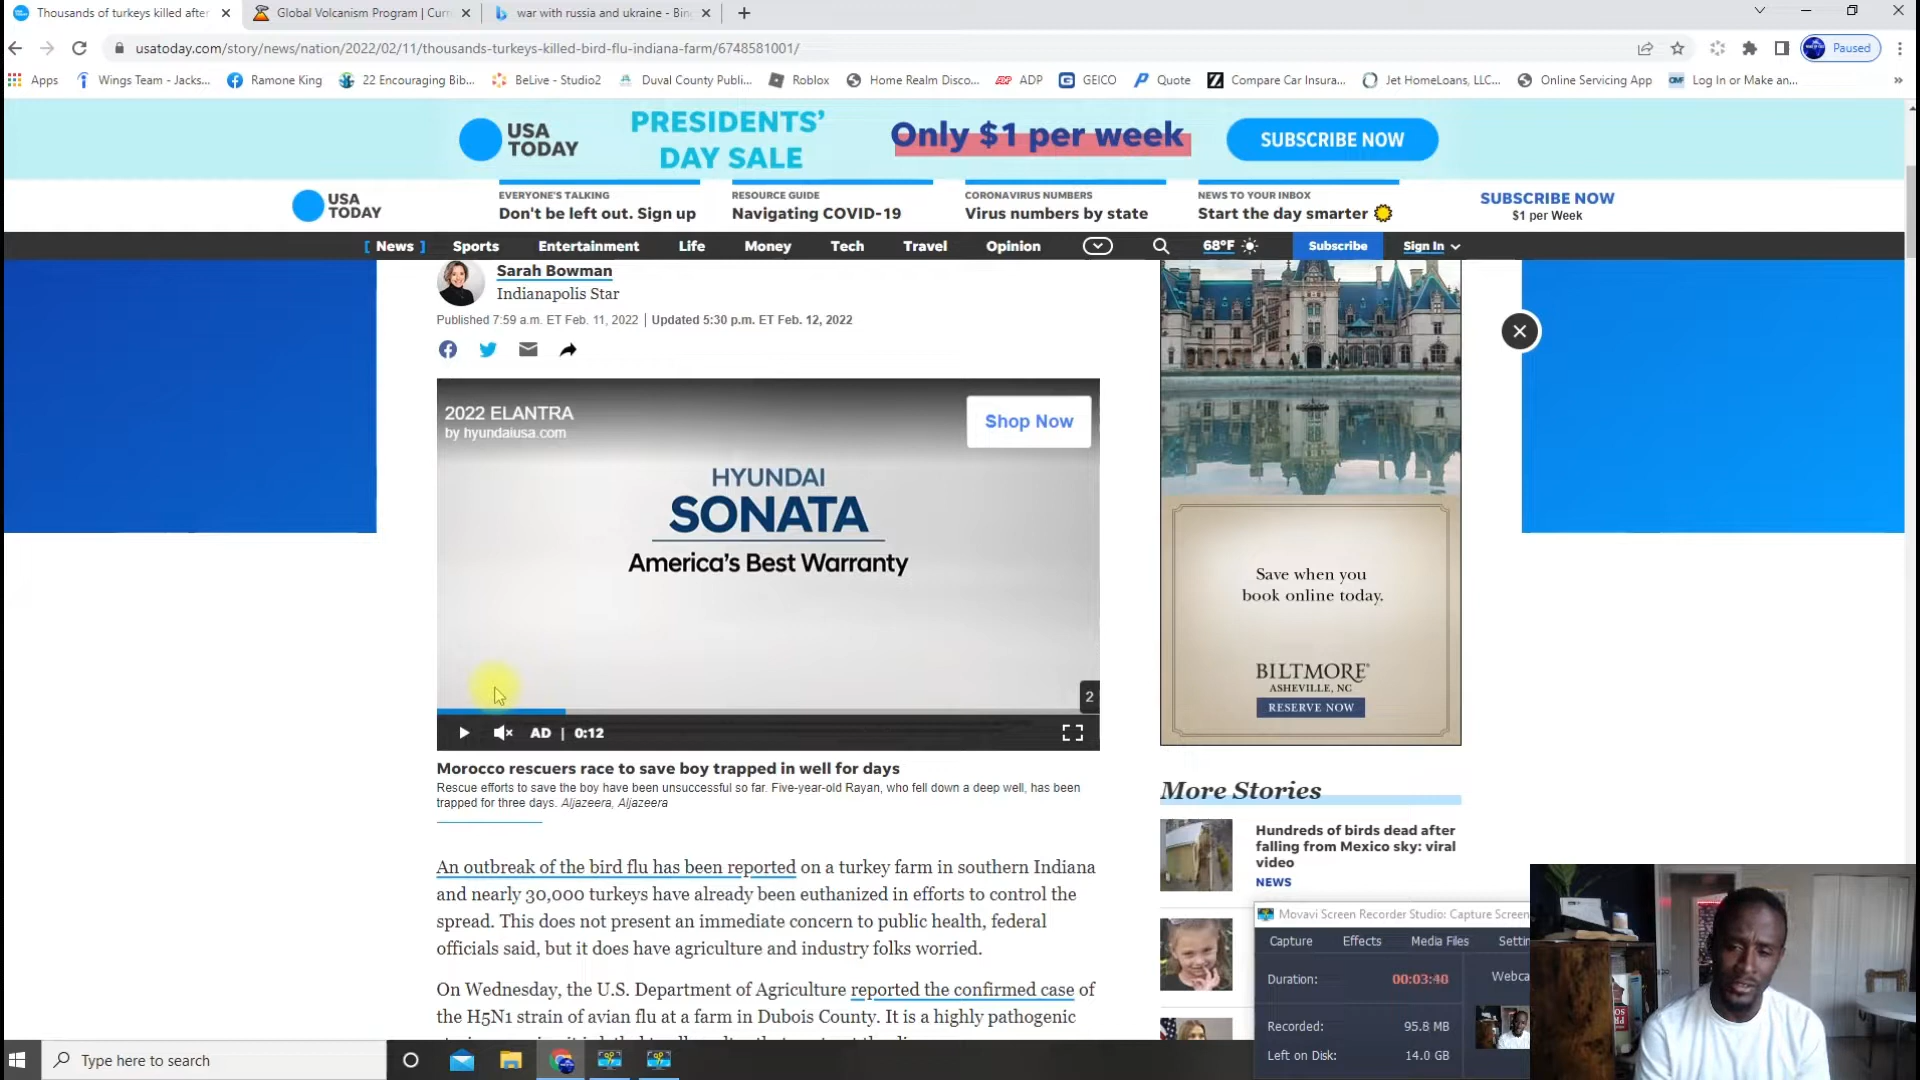 Thousands of turkeys killed after
Global Volcanism Program | Curr
war with russia and ukraine - Bin
usatoday.com/story/news/nation/2022/02/11/thousands-turkeys-killed-bird-flu-indiana-farm/6748581001/
Paused
Apps
Wings Team - Jacks...
Ramone King
22 Encouraging Bib...
BeLive - Studio2
Duval County Publi...
Roblox
Home Realm Disco...
ADP
GEICO
Quote
Compare Car Insura...
Jet HomeLoans, LLC...
Online Servicing App
Log In or Make an...
USA
TODAY
PRESIDENTS'
DAY SALE
Only $1 per week
SUBSCRIBE NOW
USA
TODAY
EVERYONE'S TALKING
Don't be left out. Sign up
RESOURCE GUIDE
Navigating COVID-19
CORONAVIRUS NUMBERS
Virus numbers by state
NEWS TO YOUR INBOX
Start the day smarter
SUBSCRIBE NOW
$1 per Week
[ News ]
Sports
Entertainment
Life
Money
Tech
Travel
Opinion
68°F
Subscribe
Sign In
Sarah Bowman
Indianapolis Star
Published 7:59 a.m. ET Feb. 11, 2022 | Updated 5:30 p.m. ET Feb. 12, 2022
2022 ELANTRA
by hyundaiusa.com
Shop Now
HYUNDAI
SONATA
America's Best Warranty
2
AD | 0:12
Morocco rescuers race to save boy trapped in well for days
Rescue efforts to save the boy have been unsuccessful so far. Five-year-old Rayan, who fell down a deep well, has been
trapped for three days. Aljazeera, Aljazeera
An outbreak of the bird flu has been reported on a turkey farm in southern Indiana
and nearly 30,000 turkeys have already been euthanized in efforts to control the
spread. This does not present an immediate concern to public health, federal
officials said, but it does have agriculture and industry folks worried.
On Wednesday, the U.S. Department of Agriculture reported the confirmed case of
the H5N1 strain of avian flu at a farm in Dubois County. It is a highly pathogenic
Save when you
book online today.
BILTMORE
ASHEVILLE, NC
RESERVE NOW
More Stories
Hundreds of birds dead after
falling from Mexico sky: viral
video
NEWS
Movavi Screen Recorder Studio: Capture Screen
Capture
Effects
Media Files
Setti
Duration:
00:03:40
Webca
Recorded:
95.8 MB
Left on Disk:
14.0 GB
Type here to search